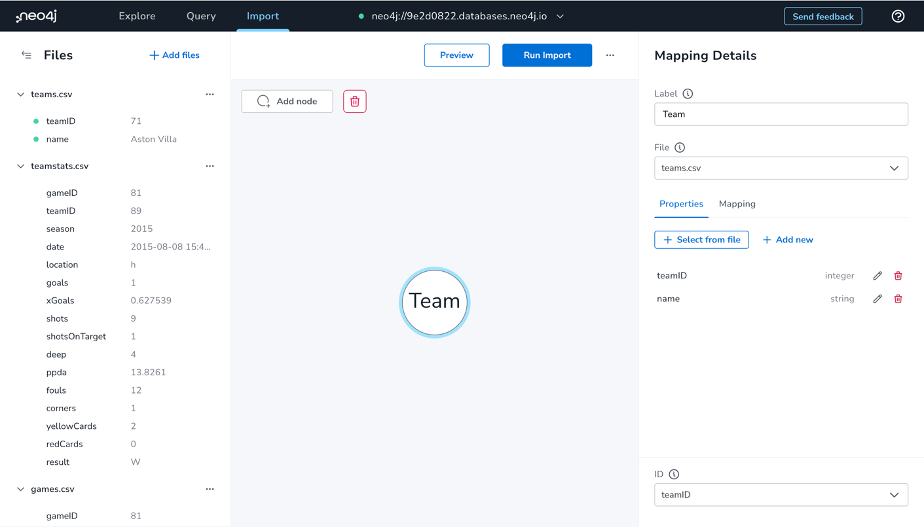 neo4j Explore Query Import neo4j://9e2d0822.databases.neo4j.io Send feedback
Files
Add files
teams.csv
teamID 71
name Aston Villa
teamstats.csv
gameID 81
teamID 89
season 2015
date 2015-08-08 15:4...
location h
goals 1
xGoals 0.627539
shots 9
shotsOnTarget 1
deep 4
ppda 13.8261
fouls 12
corners 1
yellowCards 2
redCards 0
result W
games.csv
gameID 81
Preview Run Import
Add node
Team
Mapping Details
Label
Team
File
teams.csv
Properties Mapping
Select from file Add new
teamID integer
name string
ID
teamID